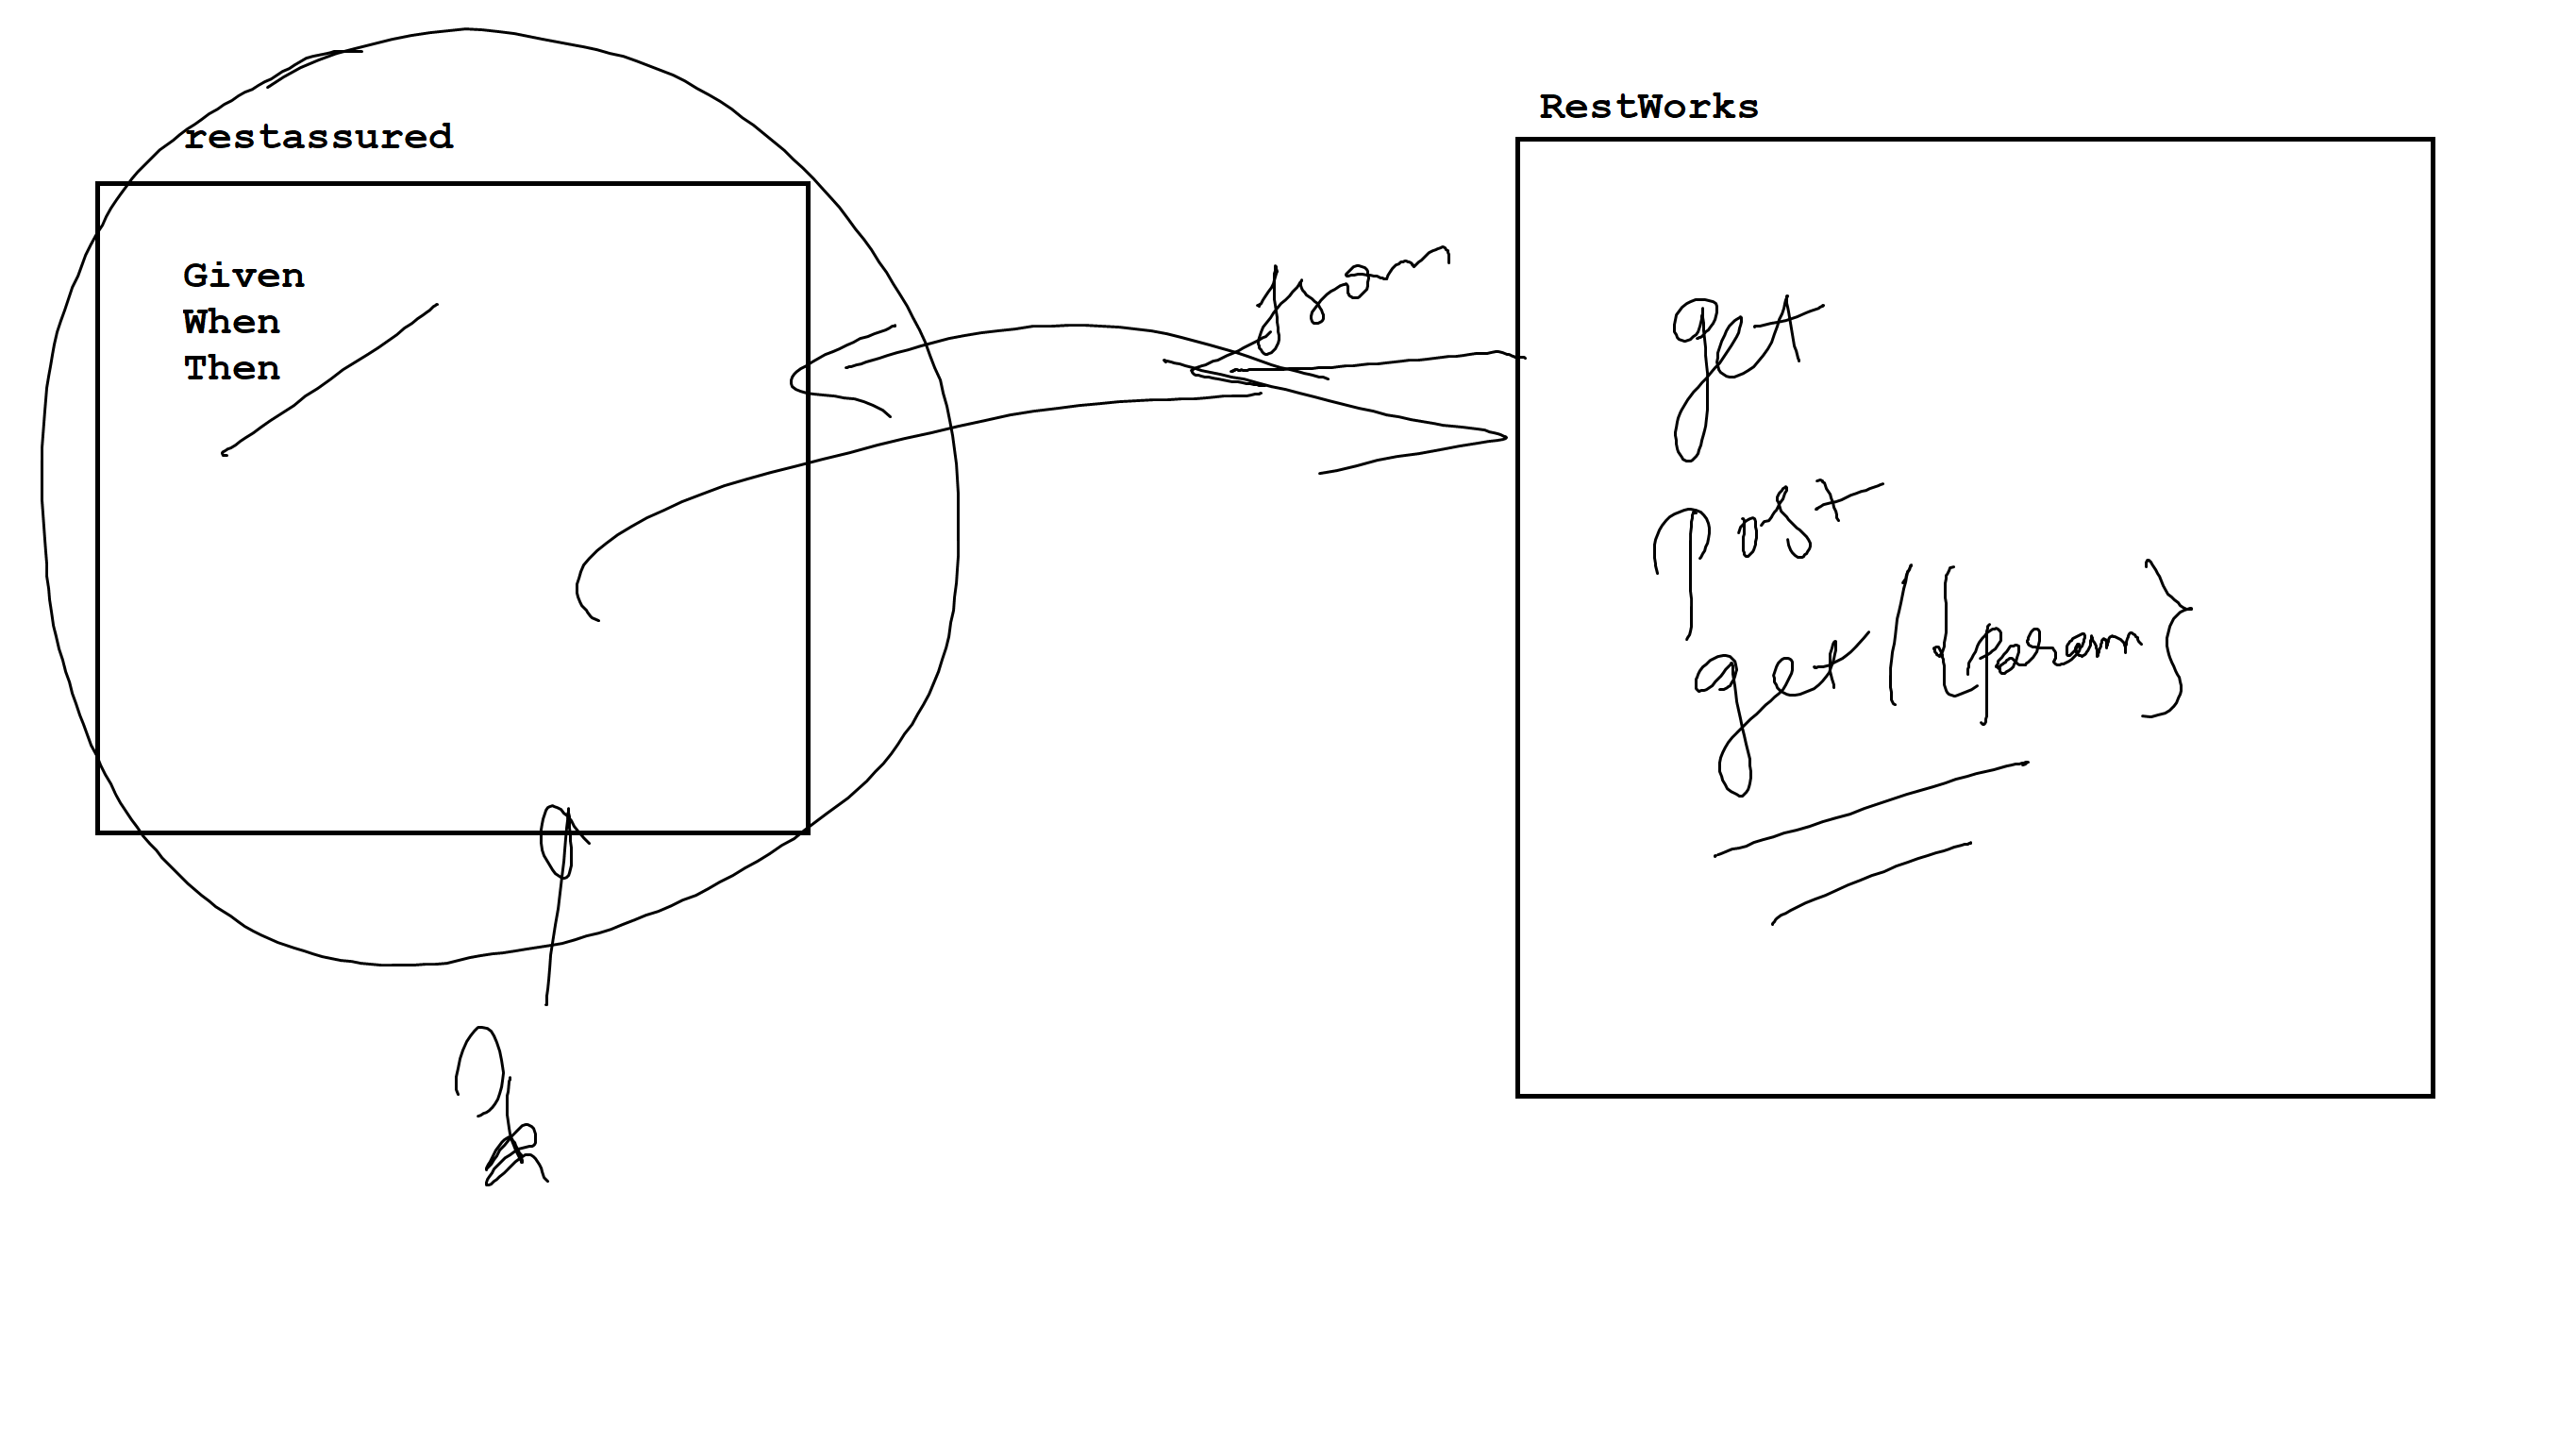 restassured
Given
When
Then
json
RestWorks
get
Post
get({param}